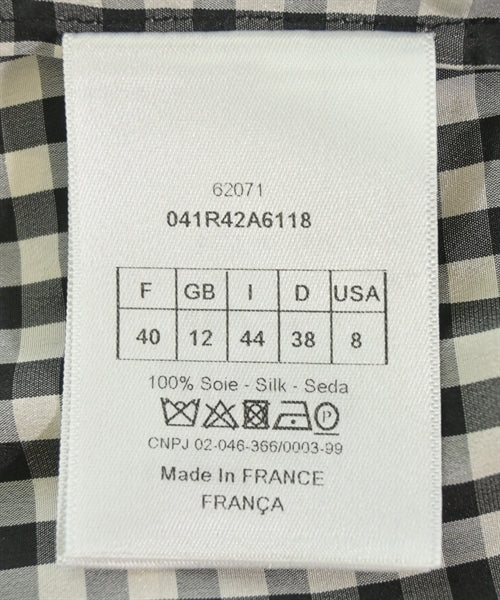 62071
041R42A6118
F GB I D USA
40 12 44 38 8
100% Soie - Silk - Seda
P
CNPJ 02-046-366/0003-99
Made In FRANCE
FRANÇA